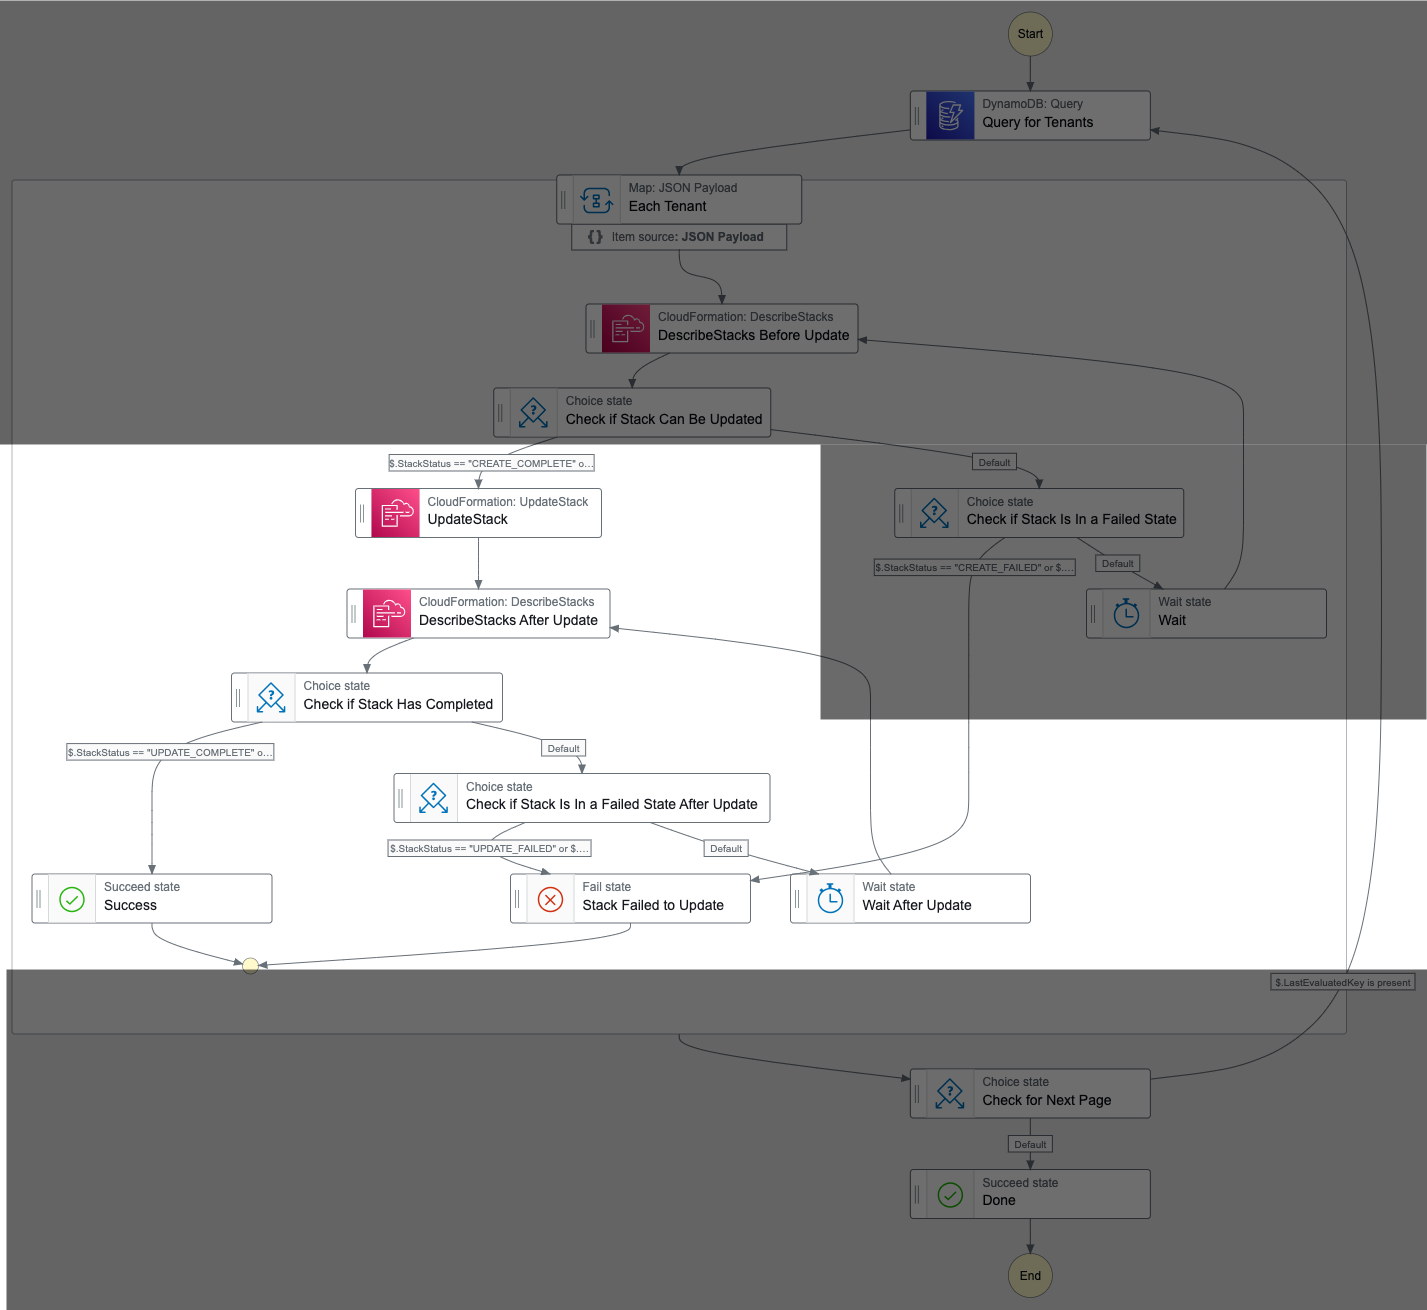 Start
DynamoDB: Query
Query for Tenants
Map: JSON Payload
Each Tenant
{} Item source: JSON Payload
CloudFormation: DescribeStacks
DescribeStacks Before Update
Choice state
Check if Stack Can Be Updated
$.StackStatus == "CREATE_COMPLETE" o...
Default
CloudFormation: UpdateStack
UpdateStack
Choice state
Check if Stack Is In a Failed State
$.StackStatus == "CREATE_FAILED" or $....
Default
CloudFormation: DescribeStacks
DescribeStacks After Update
Wait state
Wait
Choice state
Check if Stack Has Completed
$.StackStatus == "UPDATE_COMPLETE" o...
Default
Choice state
Check if Stack Is In a Failed State After Update
$.StackStatus == "UPDATE_FAILED" or $....
Default
Succeed state
Success
Fail state
Stack Failed to Update
Wait state
Wait After Update
$.LastEvaluatedKey is present
Choice state
Check for Next Page
Default
Succeed state
Done
End